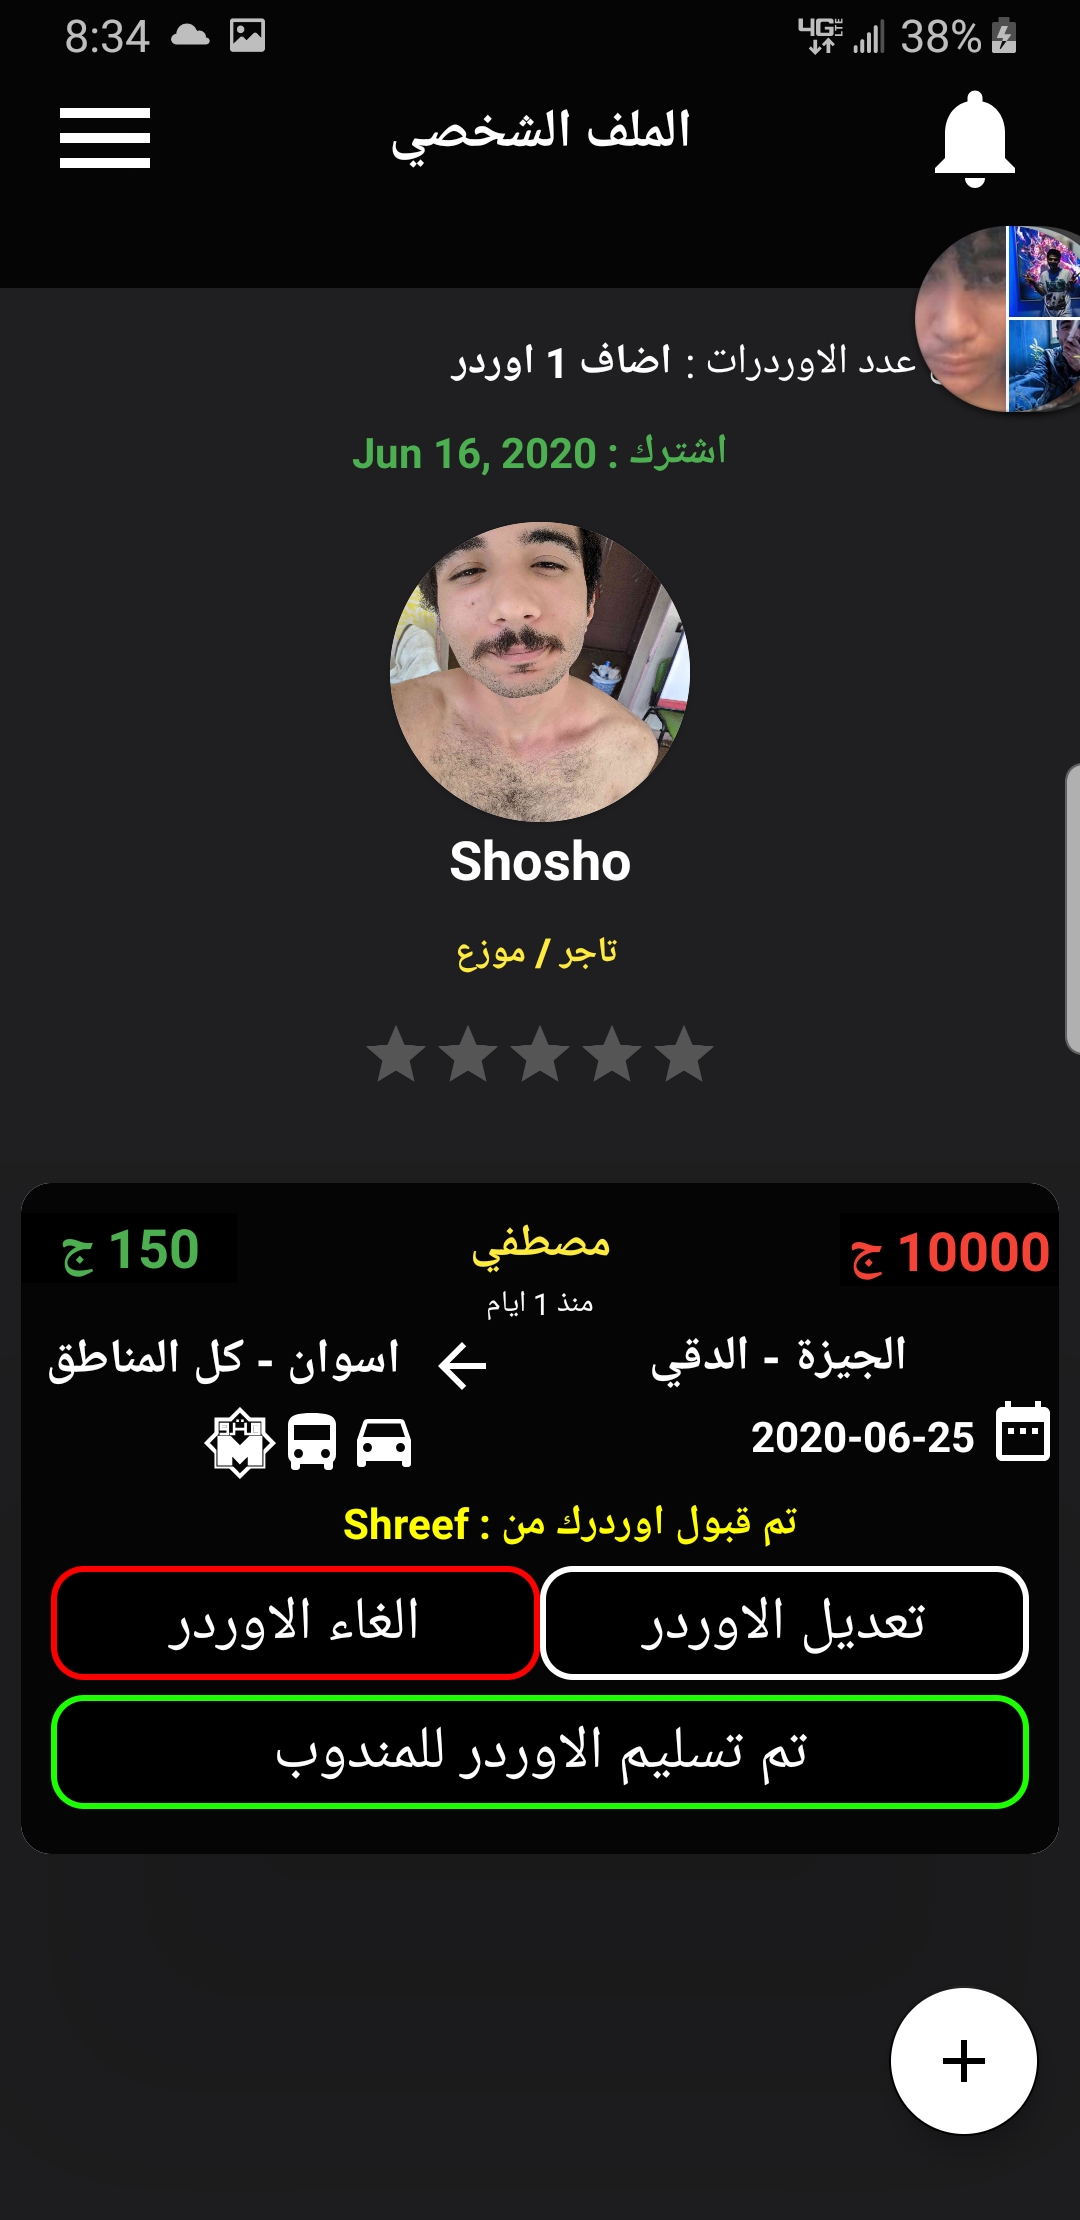 8:34 4G LTE 38%
الملف الشخصي
عدد الاوردرات : اضاف 1 اوردر
اشترك : Jun 16, 2020
Shosho
تاجر / موزع
10000 ج
مصطفي
150 ج
منذ 1 ايام
الجيزة - الدقي
اسوان - كل المناطق
2020-06-25
تم قبول اوردرك من : Shreef
تعديل الاوردر
الغاء الاوردر
تم تسليم الاوردر للمندوب